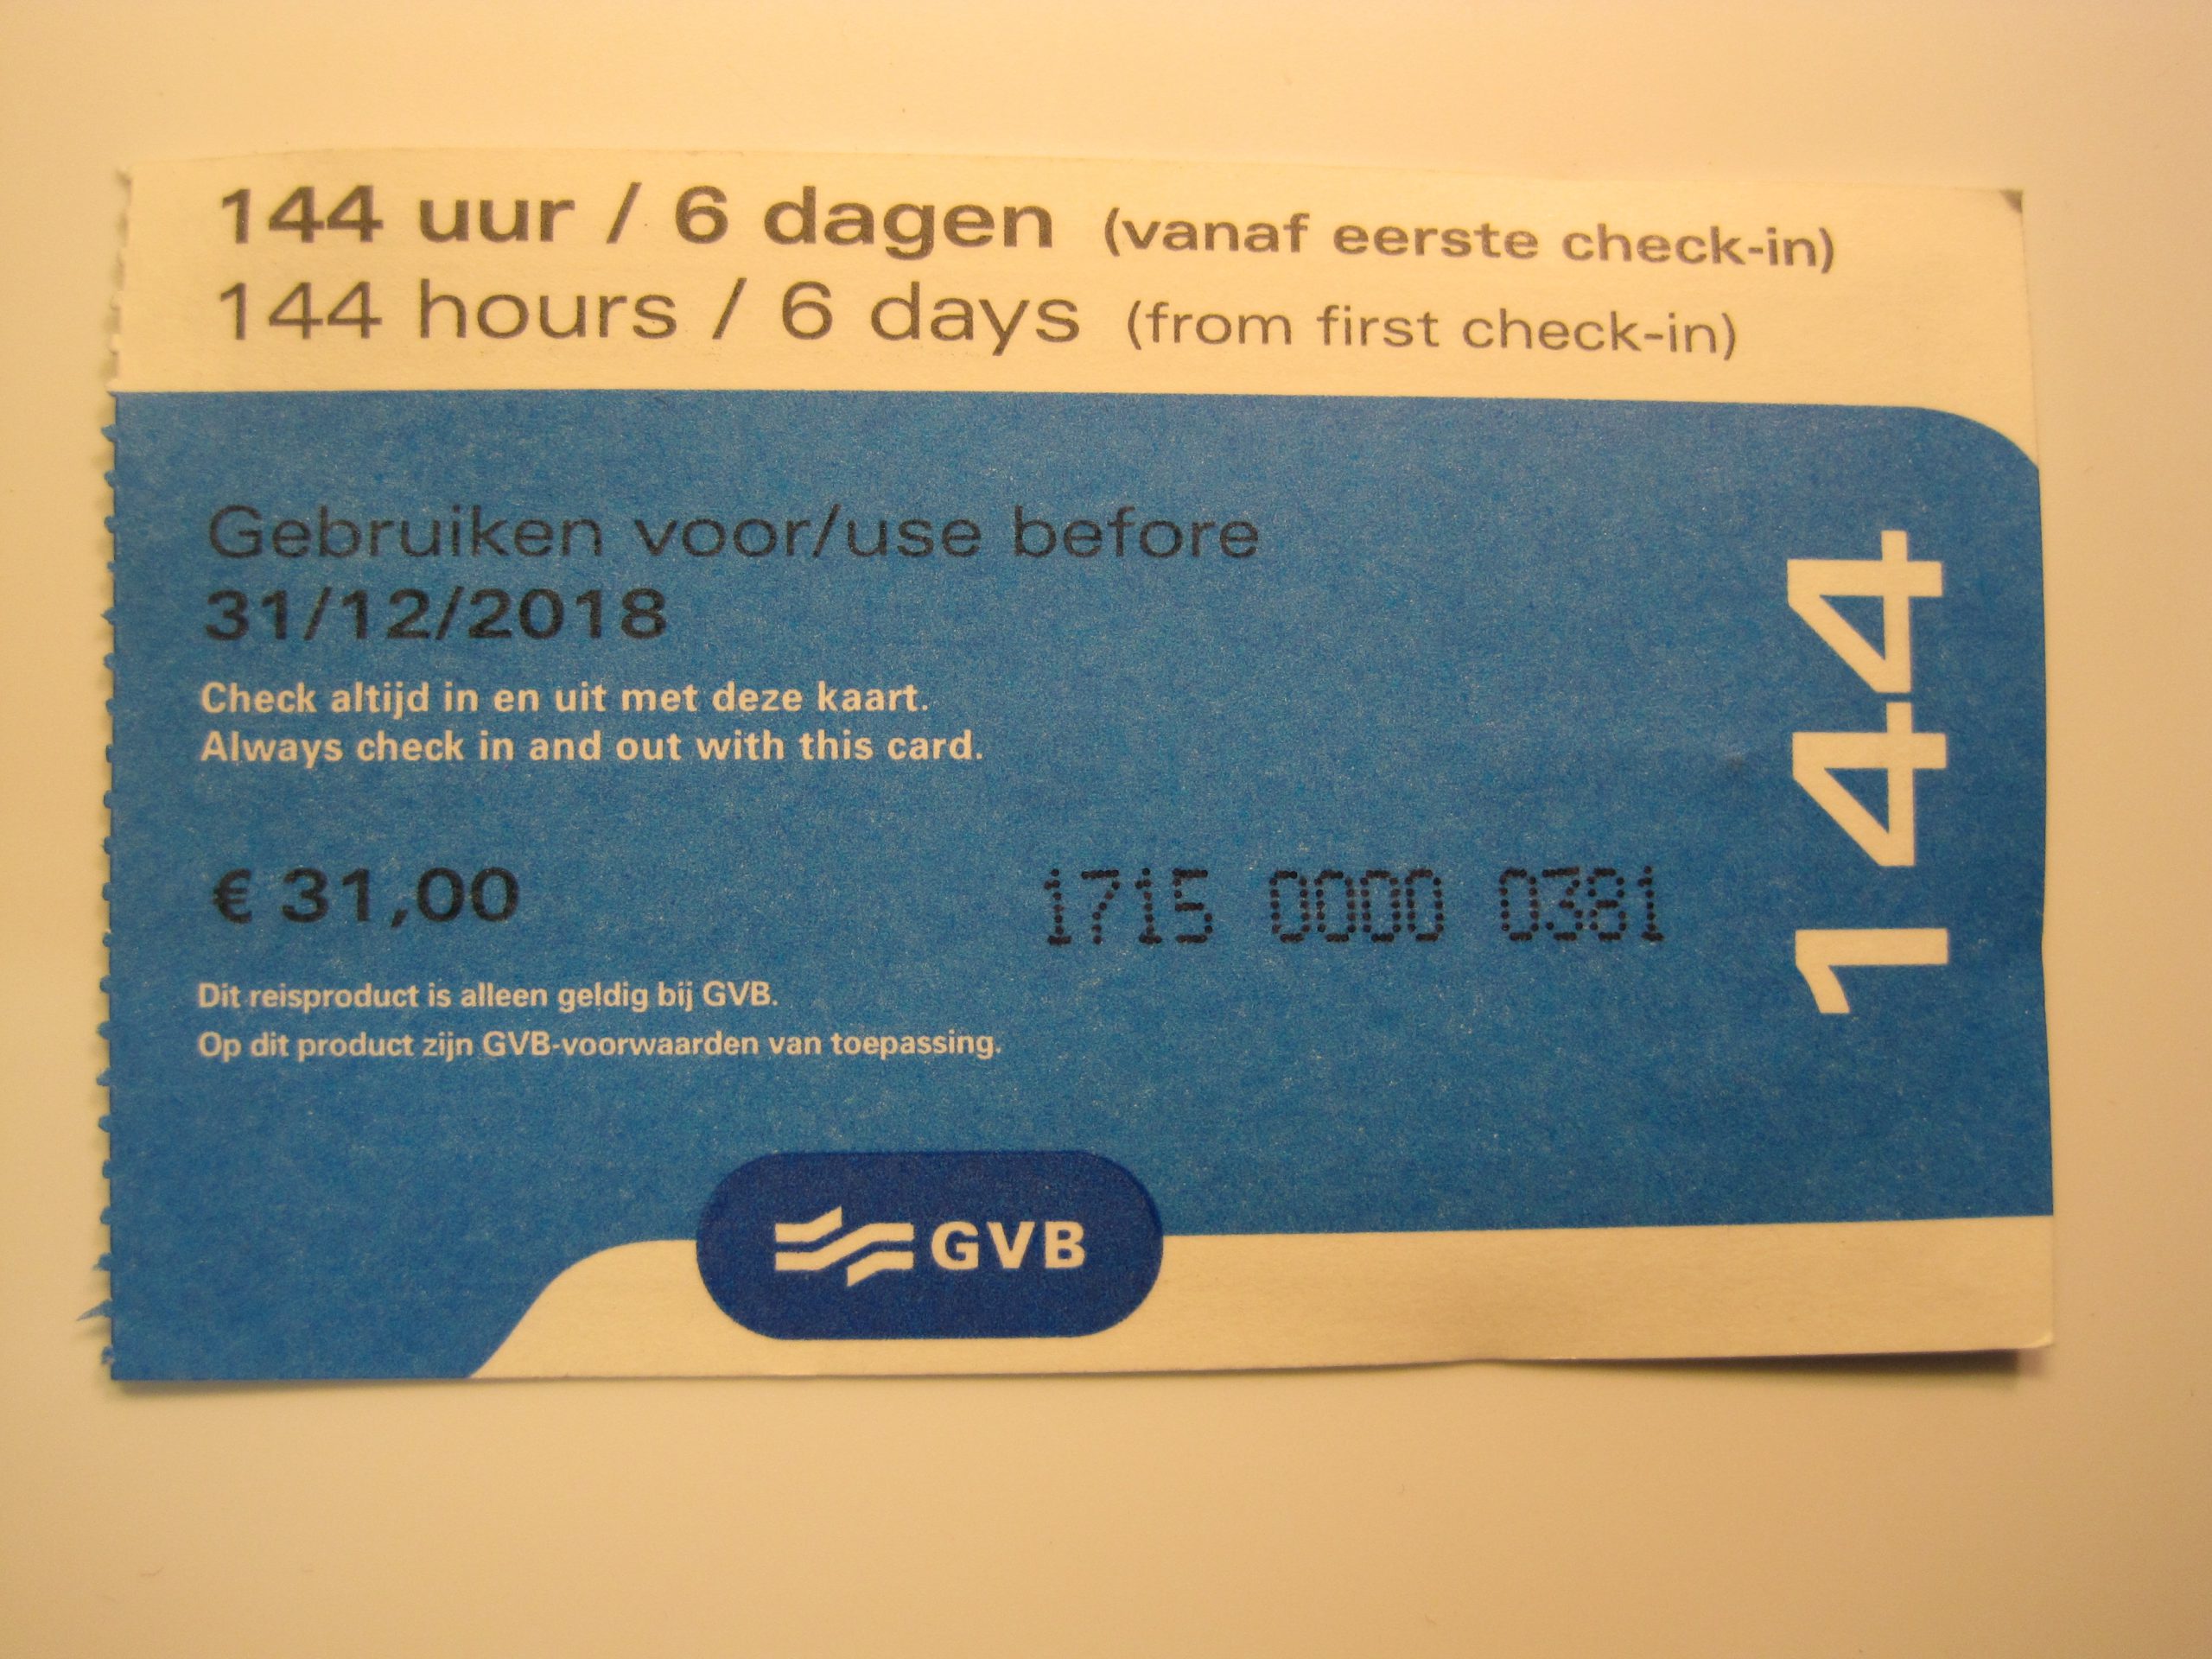 144 uur / 6 dagen (vanaf eerste check-in)
144 hours / 6 days (from first check-in)
Gebruiken voor/use before
31/12/2018
Check altijd in en uit met deze kaart.
Always check in and out with this card.
€ 31,00
1715 0000 0381
Dit reisproduct is alleen geldig bij GVB.
Op dit product zijn GVB-voorwaarden van toepassing.
144
GVB